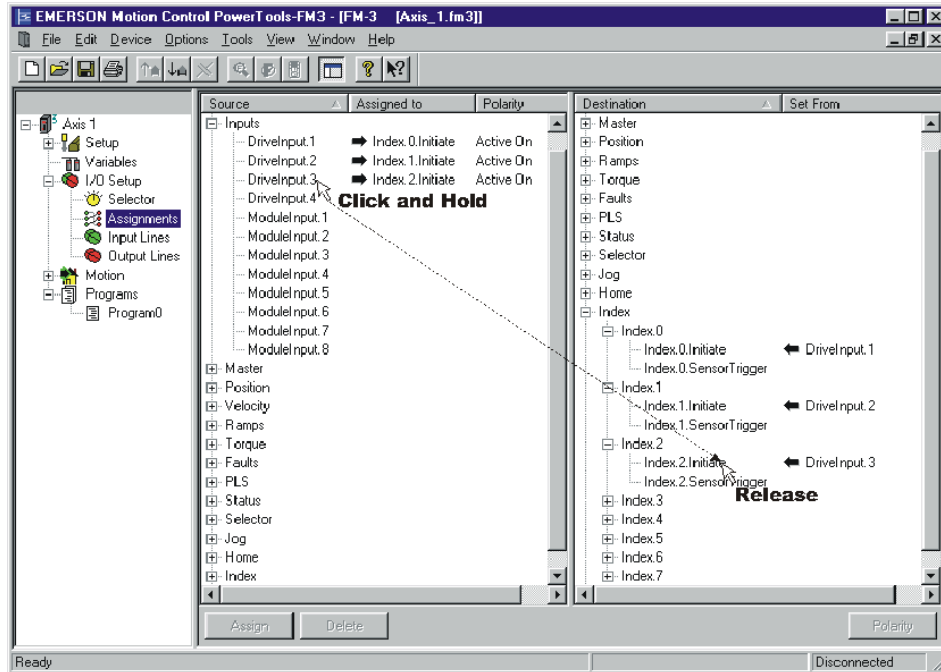 EMERSON Motion Control PowerTools-FM3 - [FM-3 [Axis_1.fm3]]
File Edit Device Options Tools View Window Help
Axis 1
Setup
Variables
I/O Setup
Selector
Assignments
Input Lines
Output Lines
Motion
Programs
Program0
Source Assigned to Polarity
Inputs
DriveInput.1 Index.0.Initiate Active On
DriveInput.2 Index.1.Initiate Active On
DriveInput.3 Index.2.Initiate Active On
DriveInput.4
Click and Hold
ModuleInput.1
ModuleInput.2
ModuleInput.3
ModuleInput.4
ModuleInput.5
ModuleInput.6
ModuleInput.7
ModuleInput.8
Master
Position
Velocity
Ramps
Torque
Faults
PLS
Status
Selector
Jog
Home
Index
Destination Set From
Master
Position
Ramps
Torque
Faults
PLS
Status
Selector
Jog
Home
Index
Index.0
Index.0.Initiate DriveInput.1
Index.0.SensorTrigger
Index.1
Index.1.Initiate DriveInput.2
Index.1.SensorTrigger
Index.2
Index.2.Initiate DriveInput.3
Index.2.SensorTrigger
Release
Index.3
Index.4
Index.5
Index.6
Index.7
Assign Delete Polarity
Ready Disconnected